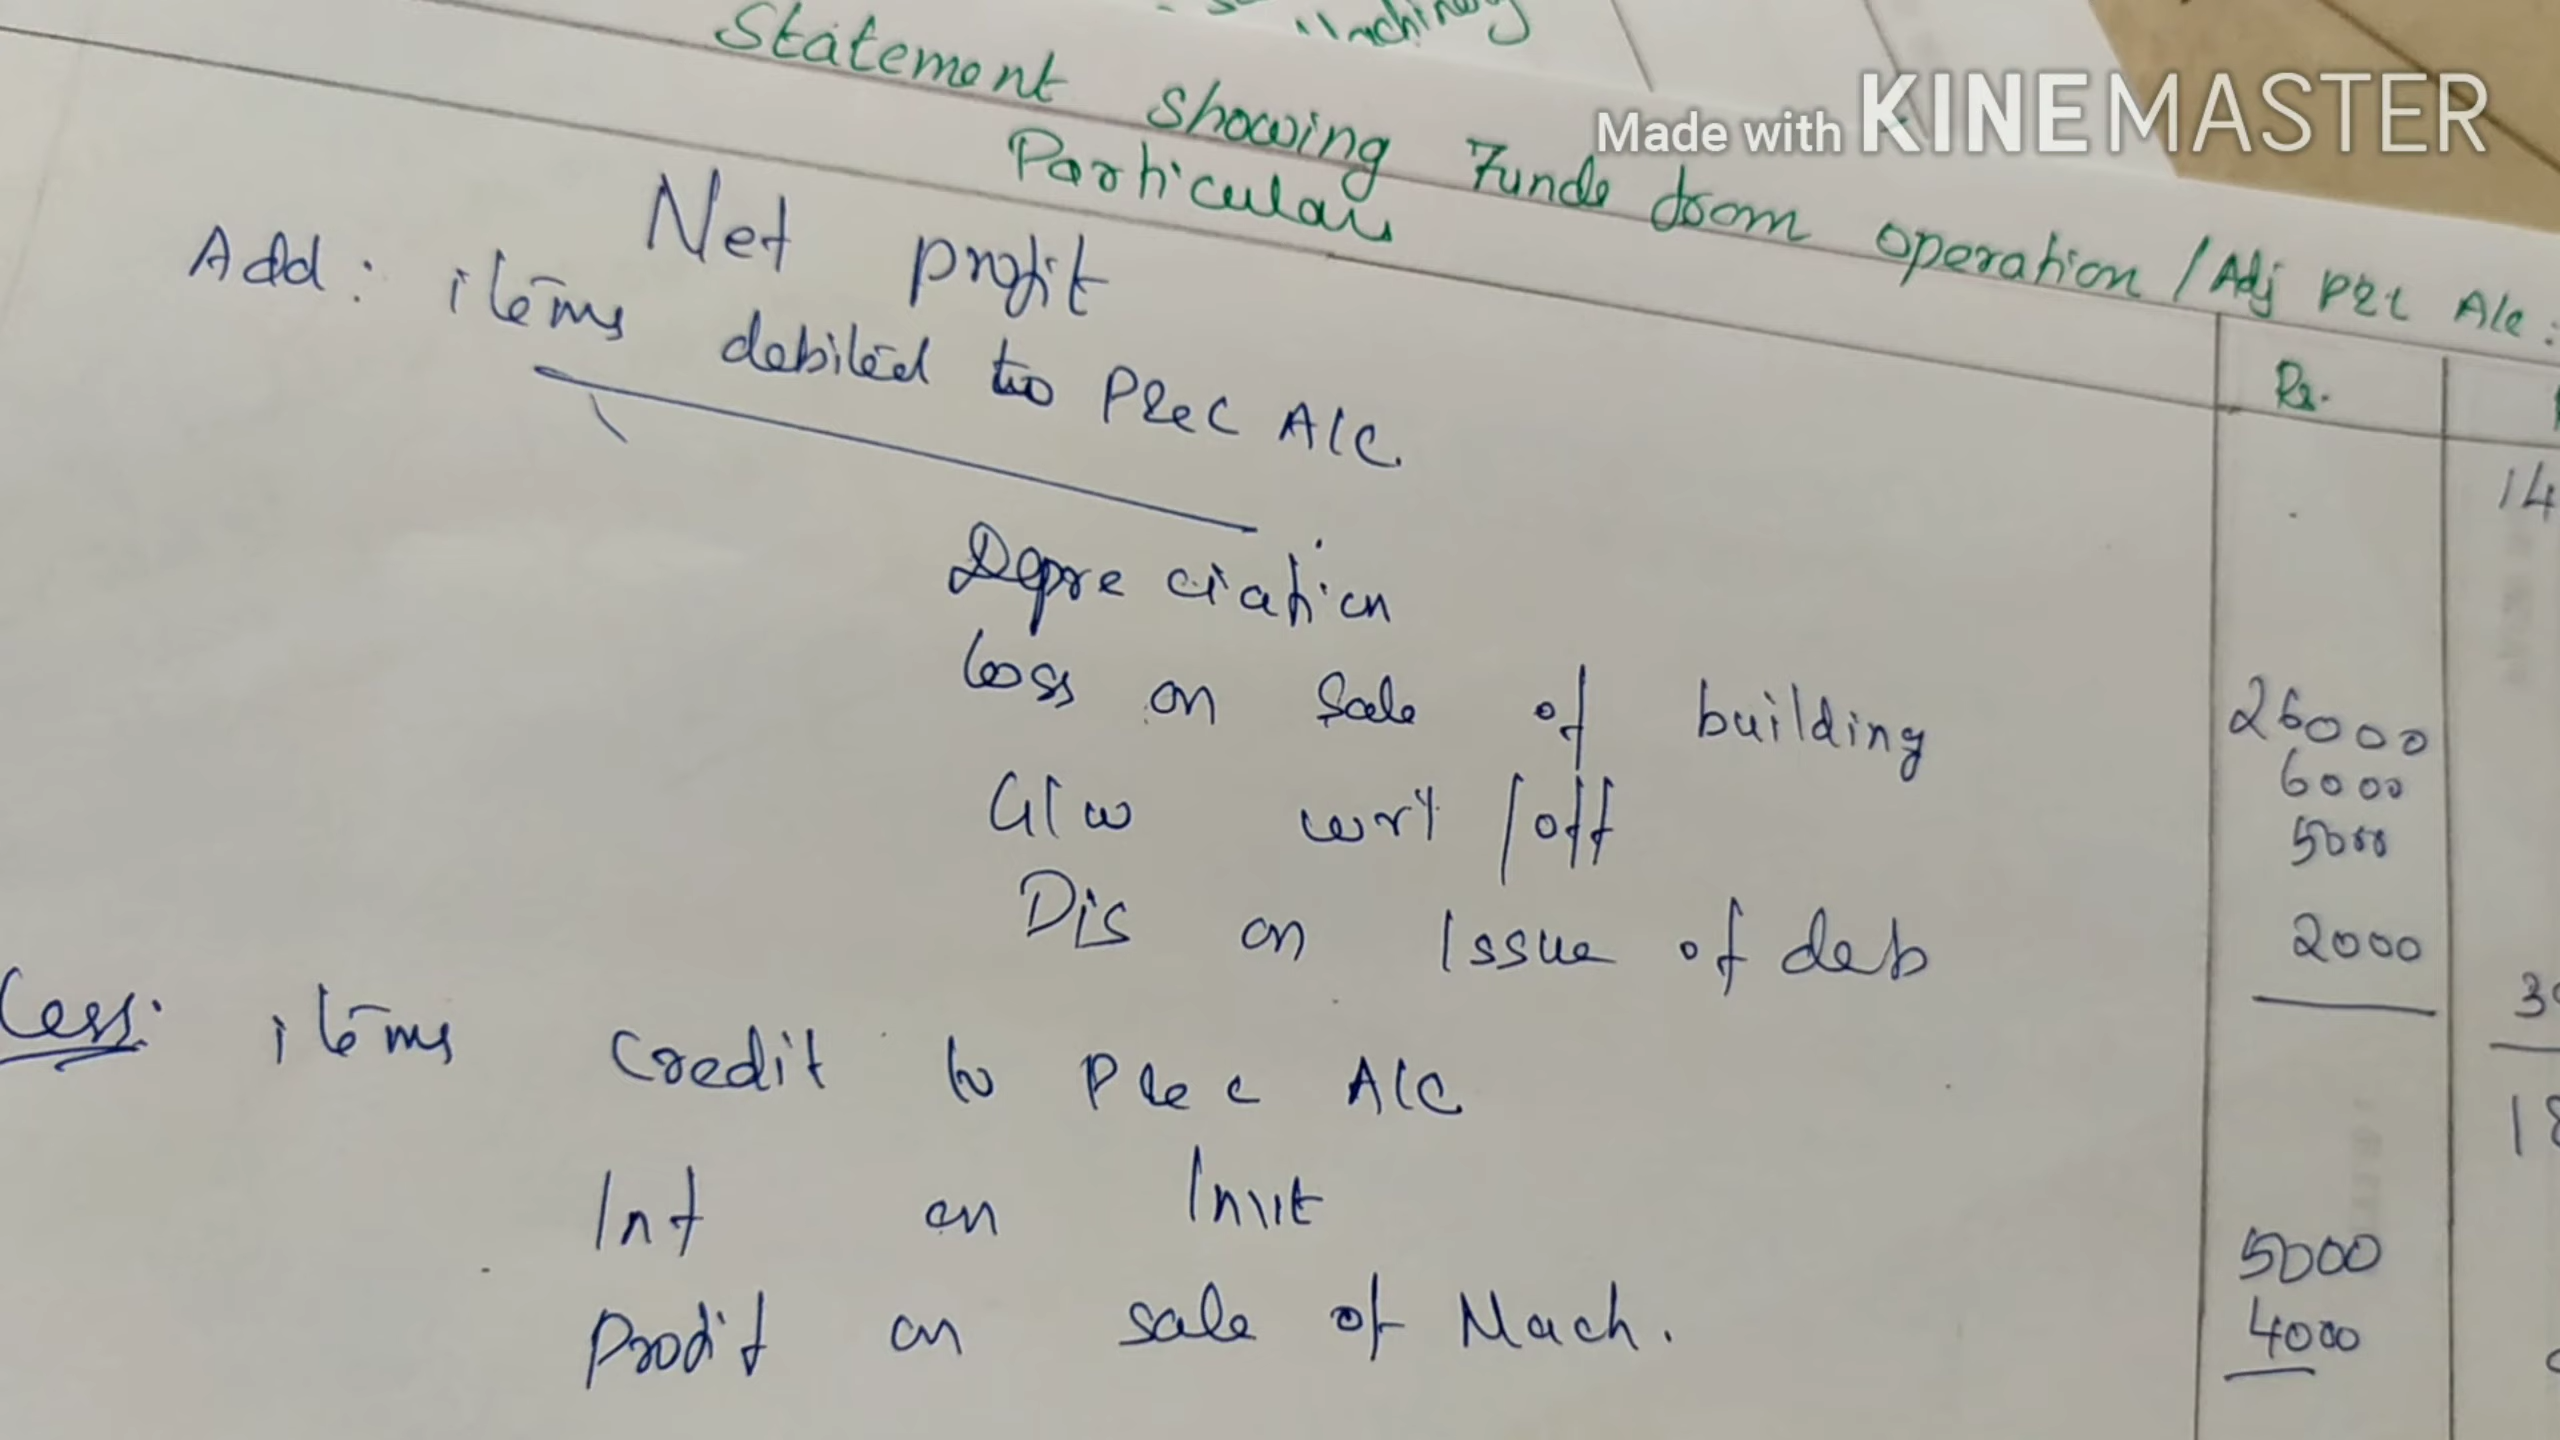 Machinery
Made with KINEMASTER
Statement showing Funds from operation / Adj P&L A/c:
Particulars
Rs.
Net profit
14
Add: items debited to P&L A/C
Depreciation 26000
Loss on Sale of building 6000
G/w wri /off 5000
Dis on Issue of deb 2000
Less: items Credit to P&L A/C
18
Int on Invt 5000
Profit on sale of Mach. 4000